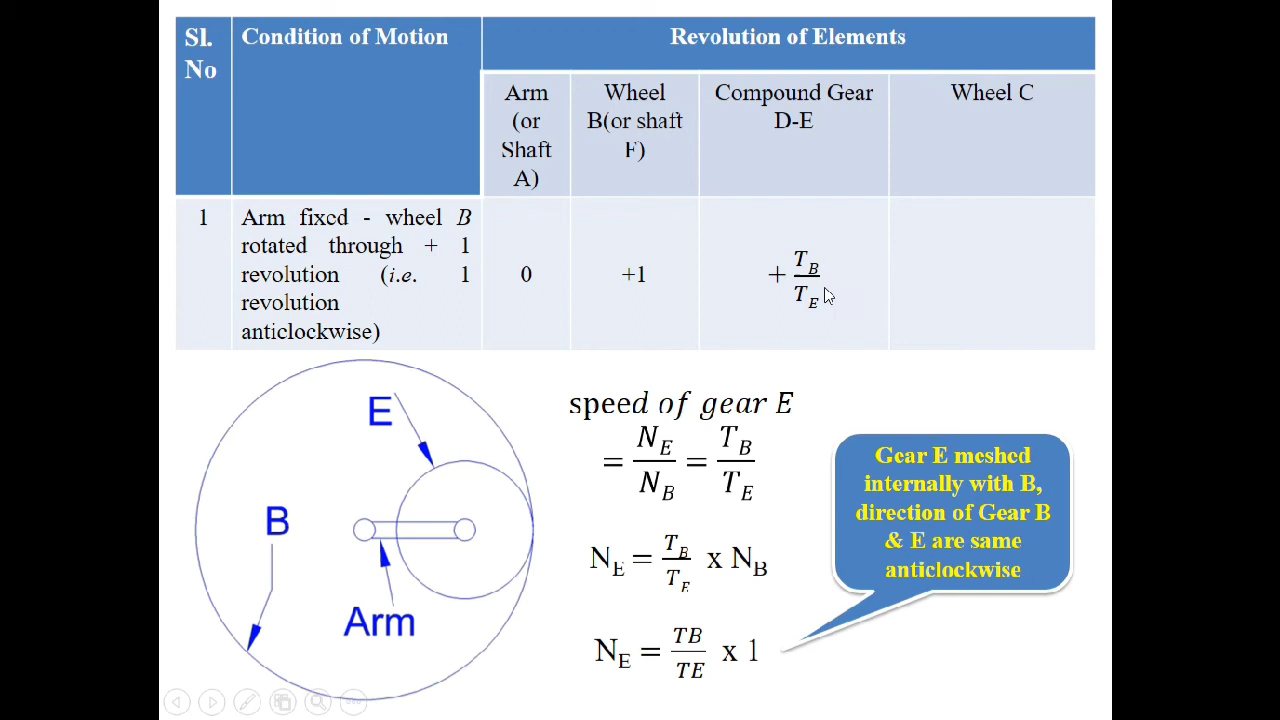 Sl.
No
Condition of Motion
Revolution of Elements
Arm
(or
Shaft
A)
Wheel
B(or shaft
F)
Compound Gear
D-E
Wheel C
1
Arm fixed - wheel B
rotated through + 1
revolution (i.e. 1
revolution
anticlockwise)
0
+1
+ T_B / T_E
E
B
Arm
speed of gear E
= N_E / N_B = T_B / T_E
N_E = T_B / T_E x N_B
N_E = TB / TE x 1
Gear E meshed
internally with B,
direction of Gear B
& E are same
anticlockwise